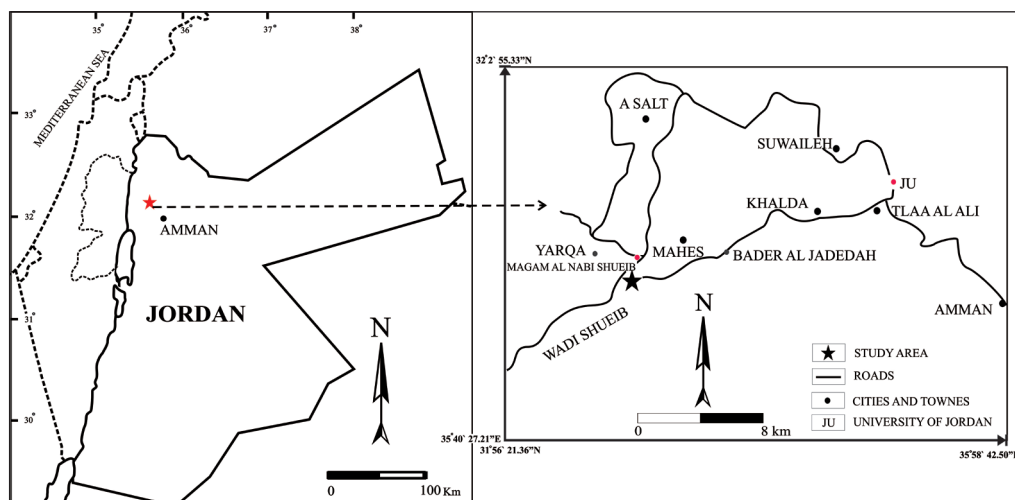 35° 36° 37° 38°
MEDITERRANEAN SEA
33°
32°
31°
30°
AMMAN
JORDAN
N
0 100 Km
32° 2` 55.33”N
A SALT
SUWAILEH
JU
KHALDA
TLAA AL ALI
YARQA
MAHES
MAGAM AL NABI SHUEIB
BADER AL JADEDAH
WADI SHUEIB
AMMAN
N
0 8 km
STUDY AREA
ROADS
CITIES AND TOWNES
JU UNIVERSITY OF JORDAN
35° 40` 27.21”E
31° 56` 21.36”N
35° 58` 42.50”E